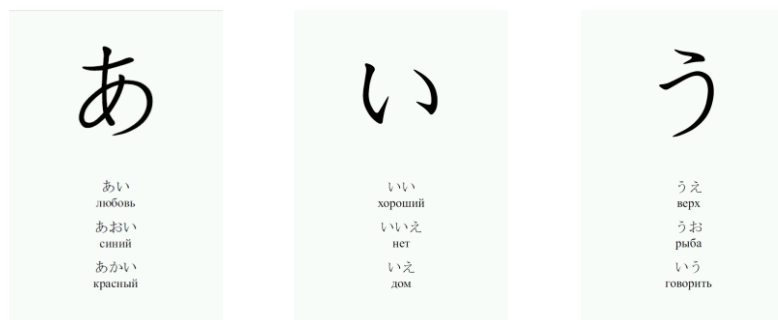 あ
あい
любовь
あおい
синий
あかい
красный
い
いい
хороший
いいえ
нет
いえ
дом
う
うえ
верх
うお
рыба
いう
говорить